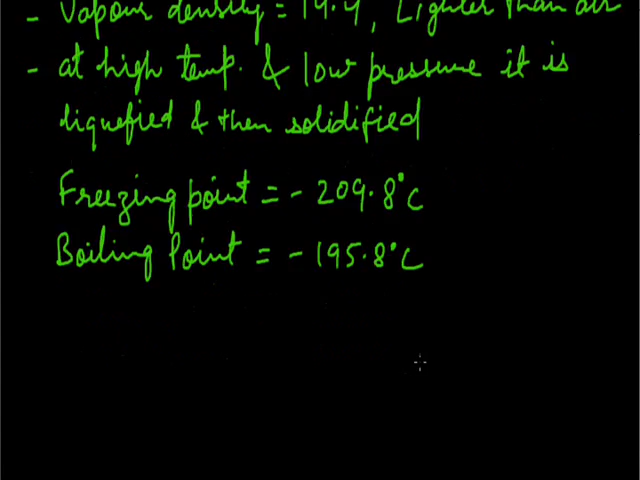 - Vapour density = 14.4, Lighter than air
- at high temp. & low pressure it is
liquefied & then solidified
Freezing point = - 209.8°C
Boiling Point = - 195.8°C